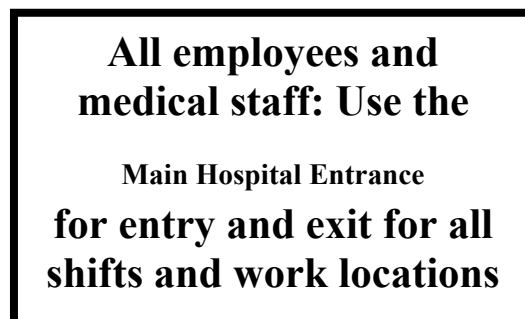 All employees and
medical staff: Use the
Main Hospital Entrance
for entry and exit for all
shifts and work locations